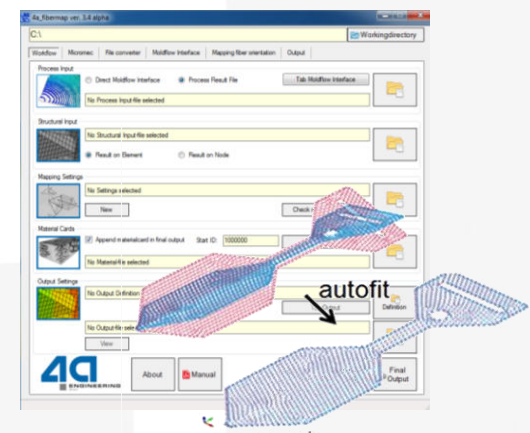 4a_fibermap ver. 3.4 alpha
C:\ Workingdirectory
Workflow Micromec File converter Moldflow Interface Mapping fiber orientation Output
Process Input
Direct Moldflow Interface Process Result File Tab Moldflow Interface
No Process Input-file selected
Structural Input
No Structural Input-file selected
Result on Element Result on Node
Mapping Settings
No Settings selected
New Check
Material Cards
Append materialcard in final output Start ID: 1000000
No Material-file selected
Output Settings
No Output Definition
autofit
Output Definition
No Output-file sele
View
4a ENGINEERING
About Manual Final Output